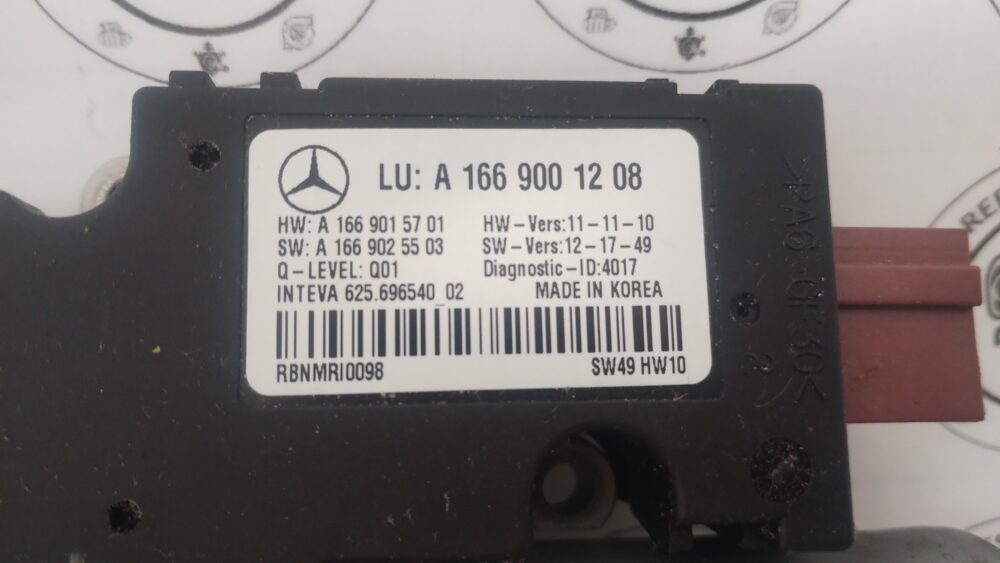 LU: A 166 900 12 08
HW: A 166 901 57 01 HW-Vers:11-11-10
SW: A 166 902 55 03 SW-Vers:12-17-49
Q-LEVEL: Q01 Diagnostic-ID:4017
INTEVA 625.696540_02 MADE IN KOREA
RBNMRI0098 SW49 HW10
>PA6-GF30<
2
RE